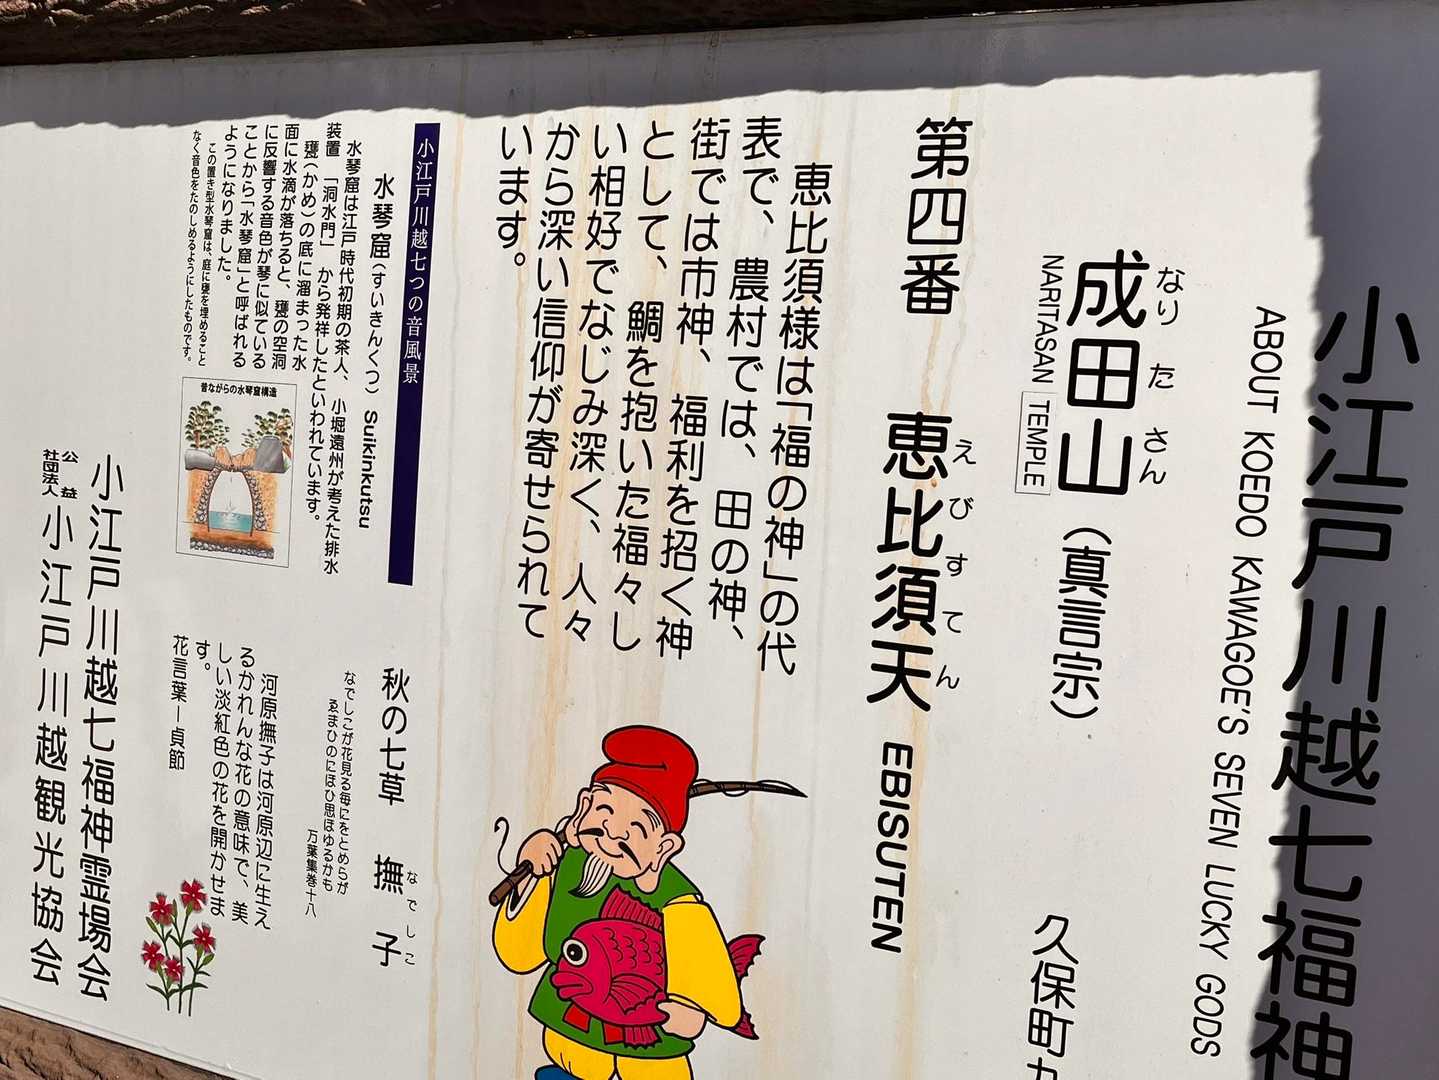 小江戸川越七福神
ABOUT KOEDO KAWAGOE'S SEVEN LUCKY GODS
成田山(真言宗)
なりたさん
NARITASAN TEMPLE
久保町九
第四番 恵比須天 EBISUTEN
えびすてん
恵比須様は「福の神」の代
表で、農村では、田の神、
街では市神、福利を招く神
として、鯛を抱いた福々し
い相好でなじみ深く、人々
から深い信仰が寄せられて
います。
小江戸川越七つの音風景
水琴窟(すいきんくつ) Suikinkutsu
水琴窟は江戸時代初期の茶人、小堀遠州が考えた排水
装置「洞水門」から発祥したといわれています。
甕(かめ)の底に溜まった水
面に水滴が落ちると、甕の空洞
に反響する音色が琴に似ている
ことから「水琴窟」と呼ばれる
ようになりました。
この置き型水琴窟は、庭に甕を埋めること
なく音色をたのしめるようにしたものです。
昔ながらの水琴窟構造
秋の七草 撫子
なでしこ
なでしこが花見る毎にをとめらが
ゑまひのにほひ思ほゆるかも
万葉集巻十八
河原撫子は河原辺に生え
るかれんな花の意味で、美
しい淡紅色の花を開かせま
す。
花言葉ー貞節
小江戸川越七福神霊場会
公益社団法人 小江戸川越観光協会